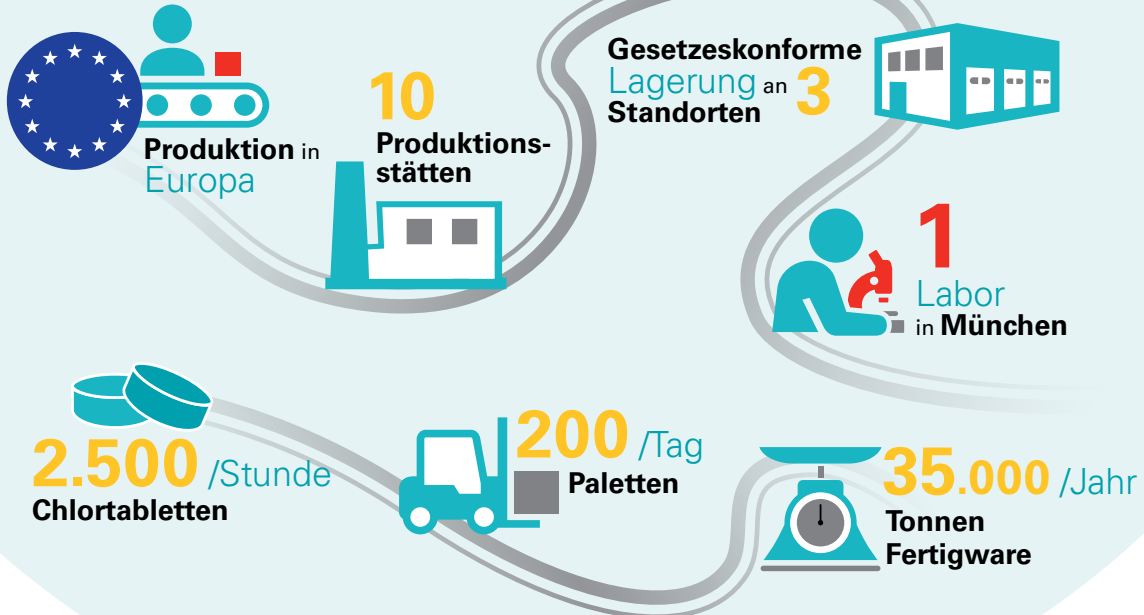 Produktion in
Europa
10
Produktions-
stätten
Gesetzeskonforme
Lagerung an 3
Standorten
1
Labor
in München
2.500 /Stunde
Chlortabletten
200 /Tag
Paletten
35.000 /Jahr
Tonnen
Fertigware